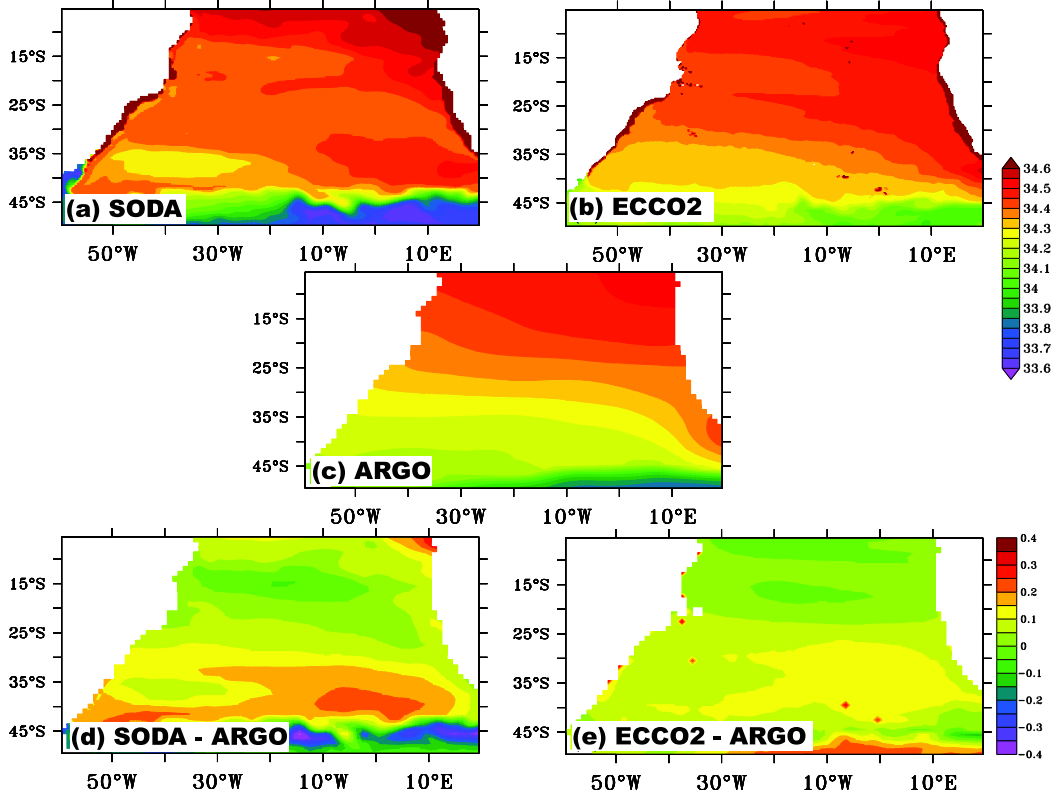 15°S
25°S
35°S
45°S
(a) SODA
50°W
30°W
10°W
10°E
15°S
25°S
35°S
45°S
(b) ECCO2
50°W
30°W
10°W
10°E
34.6
34.5
34.4
34.3
34.2
34.1
34
33.9
33.8
33.7
33.6
15°S
25°S
35°S
45°S
(c) ARGO
50°W
30°W
10°W
10°E
15°S
25°S
35°S
45°S
(d) SODA - ARGO
50°W
30°W
10°W
10°E
15°S
25°S
35°S
45°S
(e) ECCO2 - ARGO
50°W
30°W
10°W
10°E
0.4
0.3
0.2
0.1
0
-0.1
-0.2
-0.3
-0.4